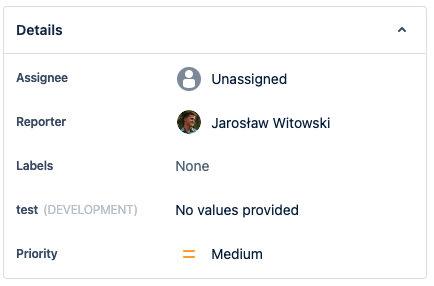 Details
Assignee Unassigned
Reporter Jarosław Witowski
Labels None
test (DEVELOPMENT) No values provided
Priority Medium